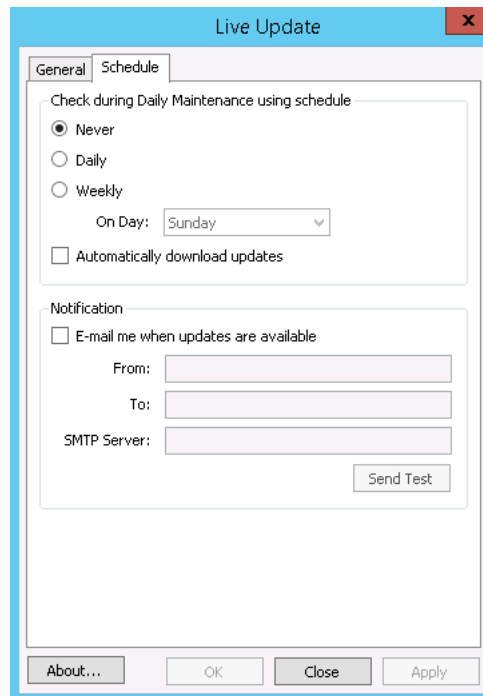 Live Update
x
General Schedule
Check during Daily Maintenance using schedule
Never
Daily
Weekly
On Day: Sunday
Automatically download updates
Notification
E-mail me when updates are available
From:
To:
SMTP Server:
Send Test
About... OK Close Apply